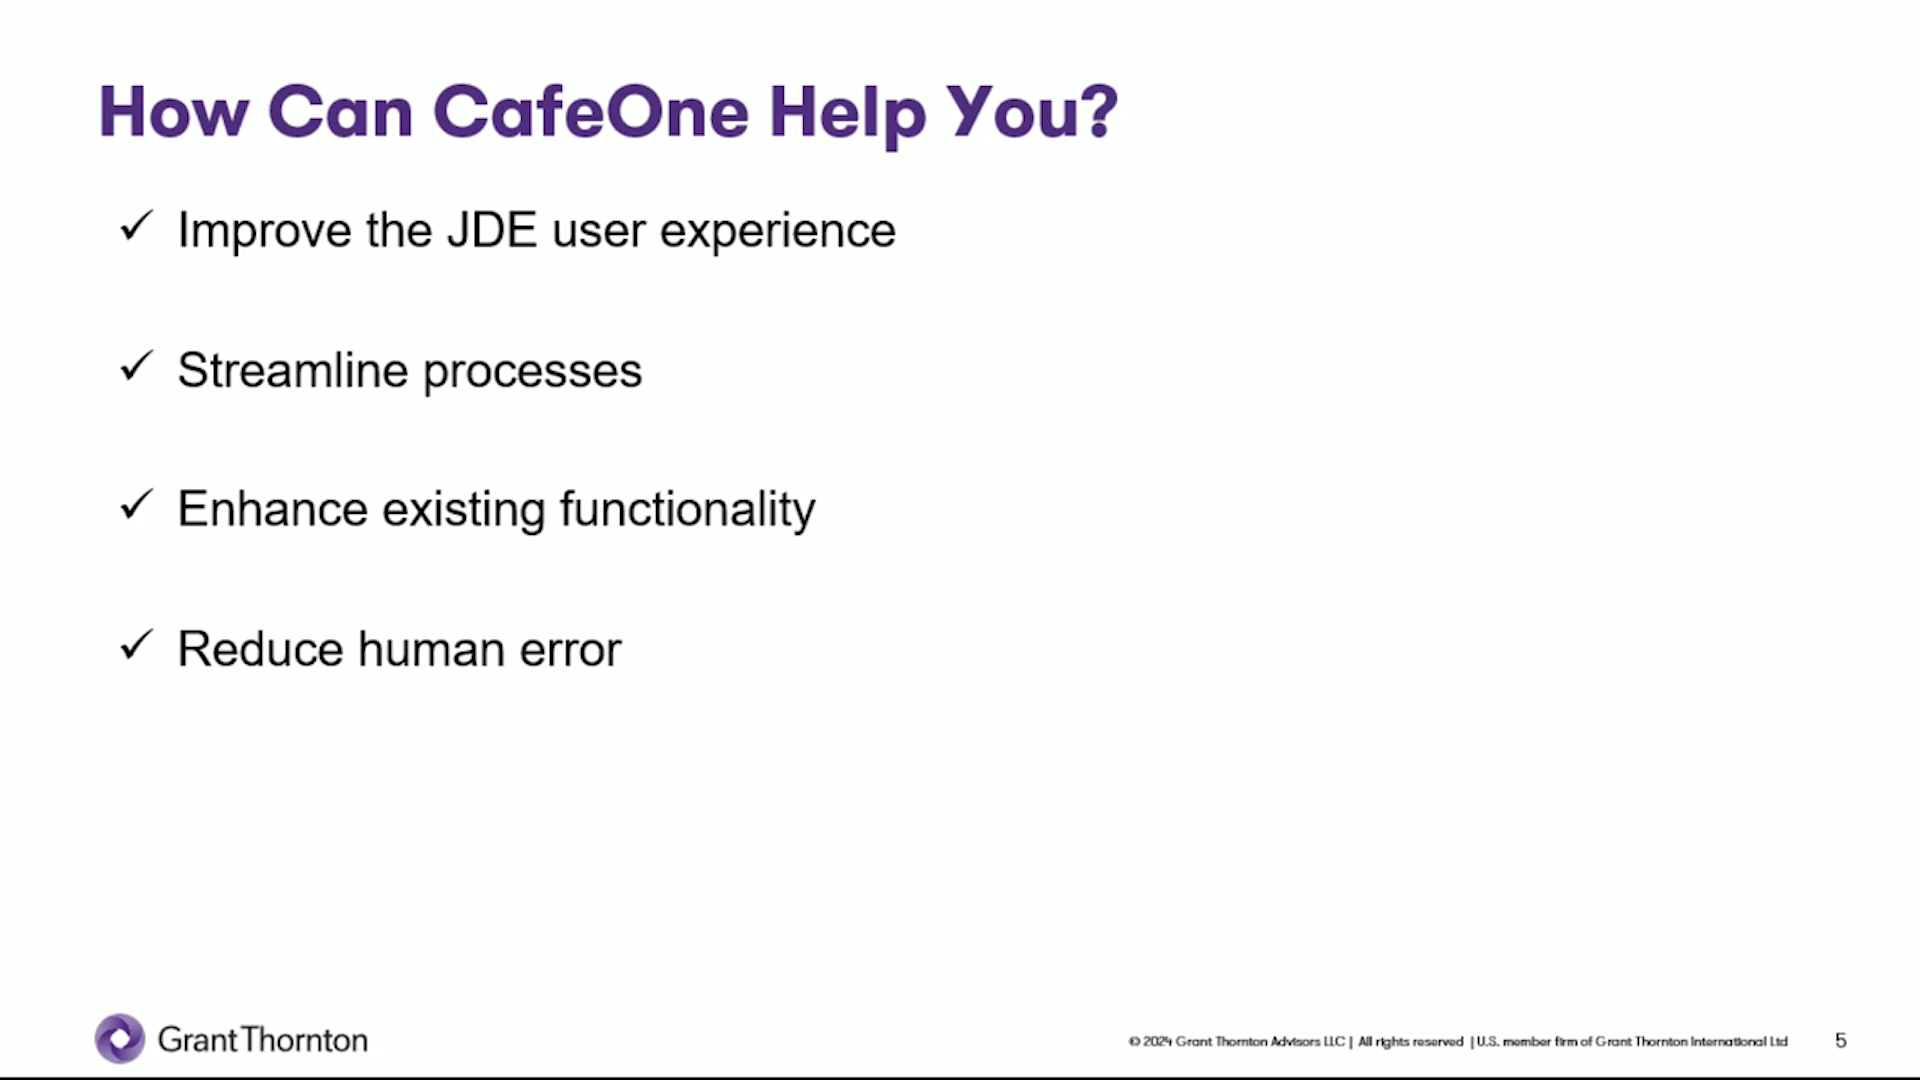 How Can CafeOne Help You?
✓ Improve the JDE user experience
✓ Streamline processes
✓ Enhance existing functionality
✓ Reduce human error
Grant Thornton
© 2024 Grant Thornton Advisors LLC | All rights reserved | U.S. member firm of Grant Thornton International Ltd
5